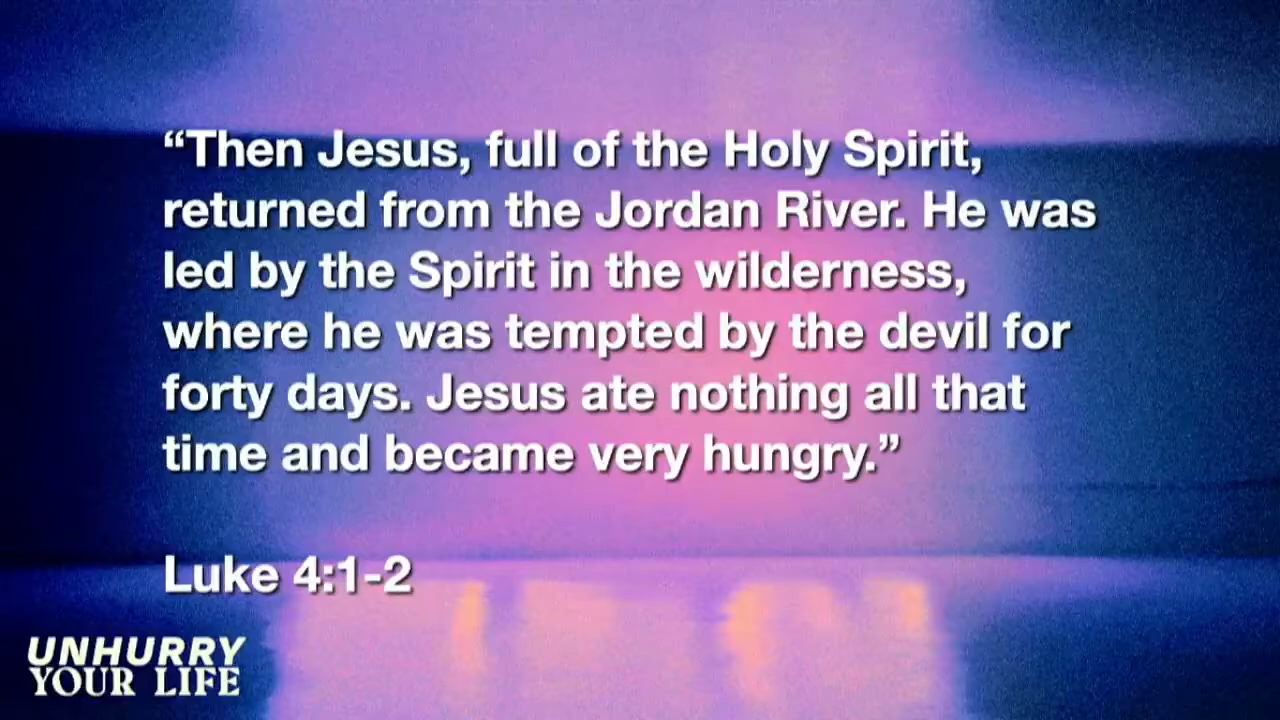 “Then Jesus, full of the Holy Spirit,
returned from the Jordan River. He was
led by the Spirit in the wilderness,
where he was tempted by the devil for
forty days. Jesus ate nothing all that
time and became very hungry.”
Luke 4:1-2
UNHURRY
YOUR LIFE